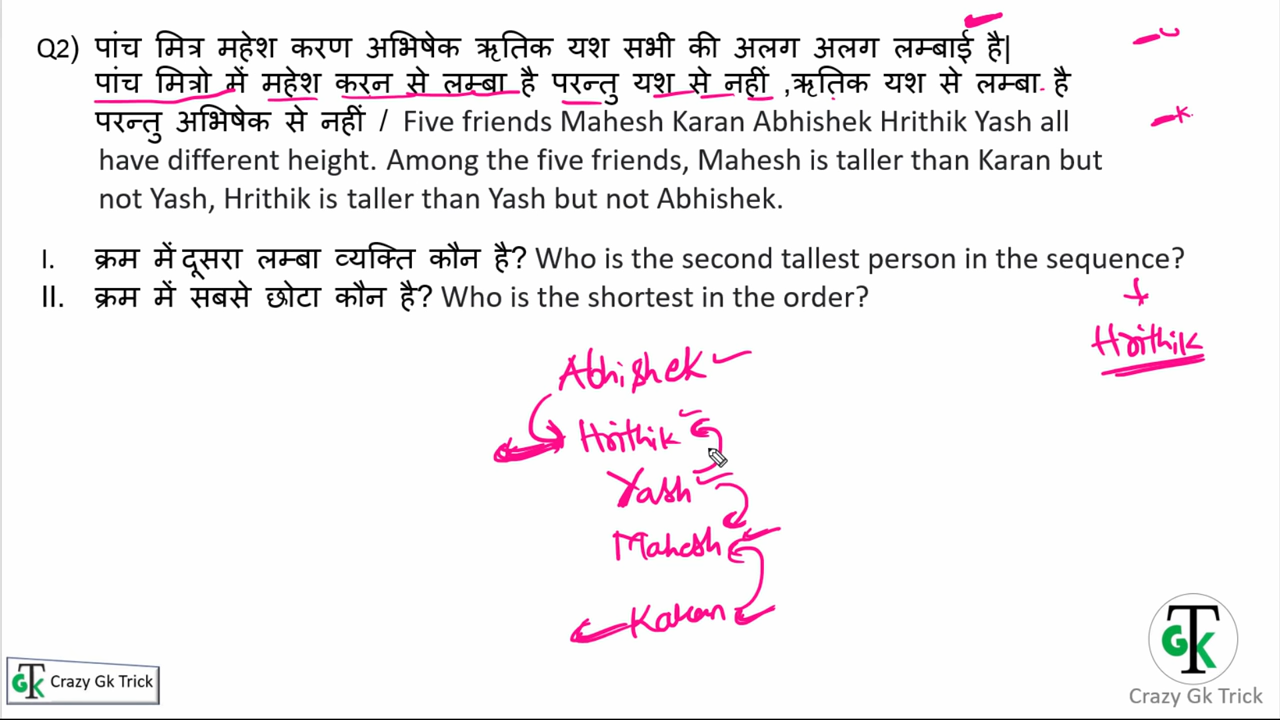 Q2) पांच मित्र महेश करण अभिषेक ऋतिक यश सभी की अलग अलग लम्बाई है|
पांच मित्रो में महेश करन से लम्बा है परन्तु यश से नहीं ,ऋतिक यश से लम्बा है
परन्तु अभिषेक से नहीं / Five friends Mahesh Karan Abhishek Hrithik Yash all
have different height. Among the five friends, Mahesh is taller than Karan but
not Yash, Hrithik is taller than Yash but not Abhishek.
I. क्रम में दूसरा लम्बा व्यक्ति कौन है? Who is the second tallest person in the sequence?
II. क्रम में सबसे छोटा कौन है? Who is the shortest in the order?
Hrithik
Abhishek
Hrithik
Yash
Mahesh
Karan
GTK
Crazy Gk Trick
GTK
Crazy Gk Trick